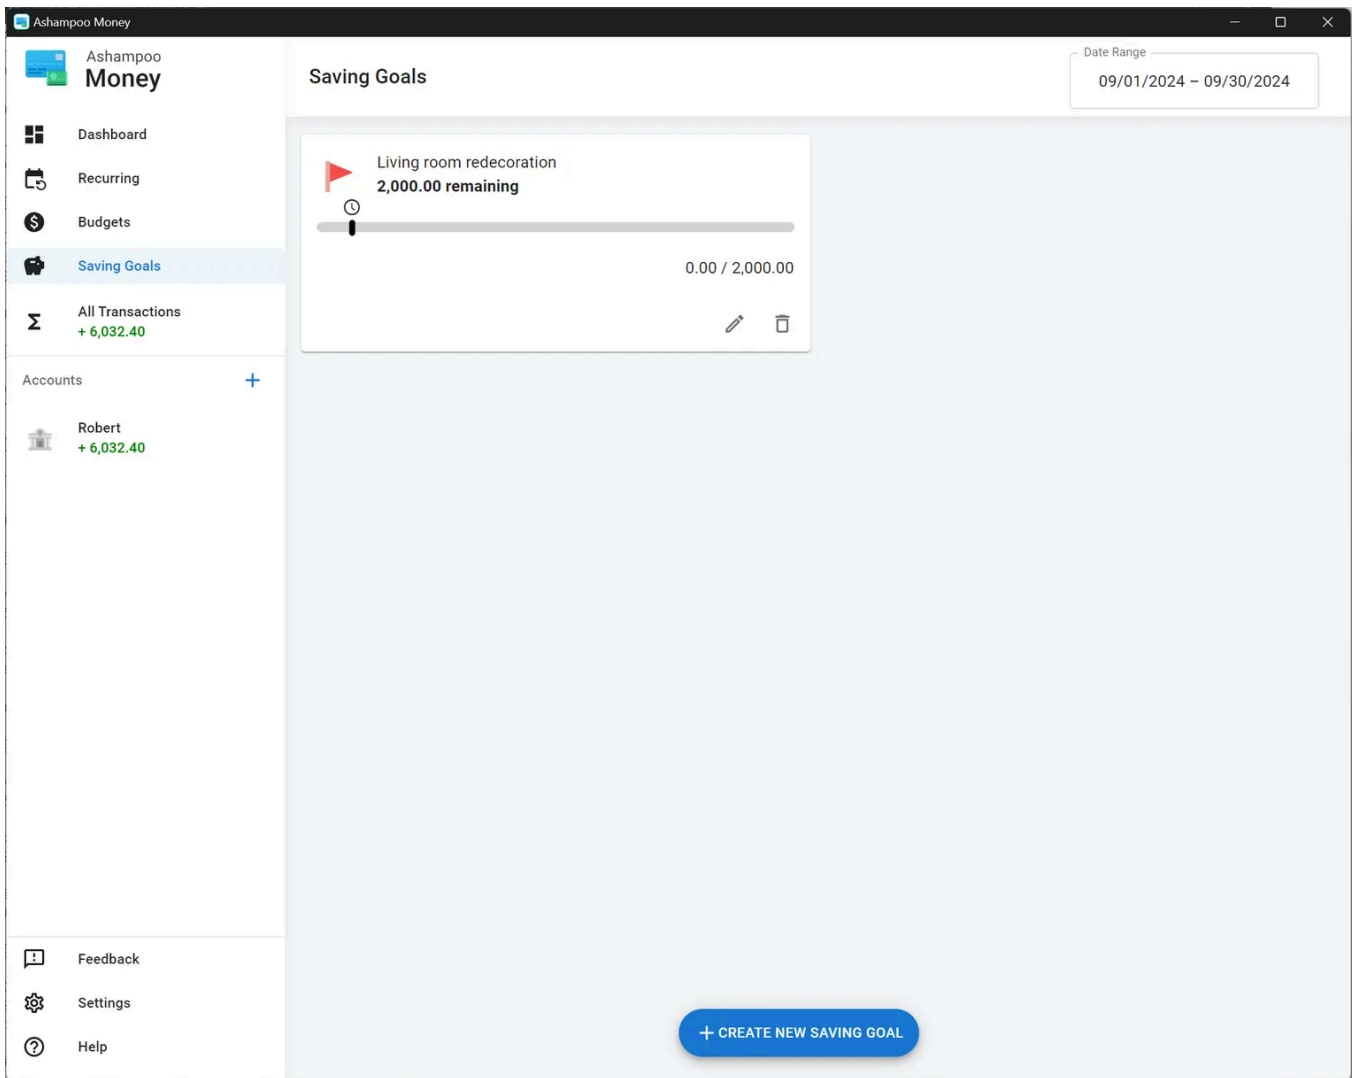 Ashampoo Money
Ashampoo
Money
Dashboard
Recurring
Budgets
Saving Goals
All Transactions
+ 6,032.40
Accounts
+
Robert
+ 6,032.40
Feedback
Settings
Help
Saving Goals
Date Range
09/01/2024 – 09/30/2024
Living room redecoration
2,000.00 remaining
0.00 / 2,000.00
+ CREATE NEW SAVING GOAL